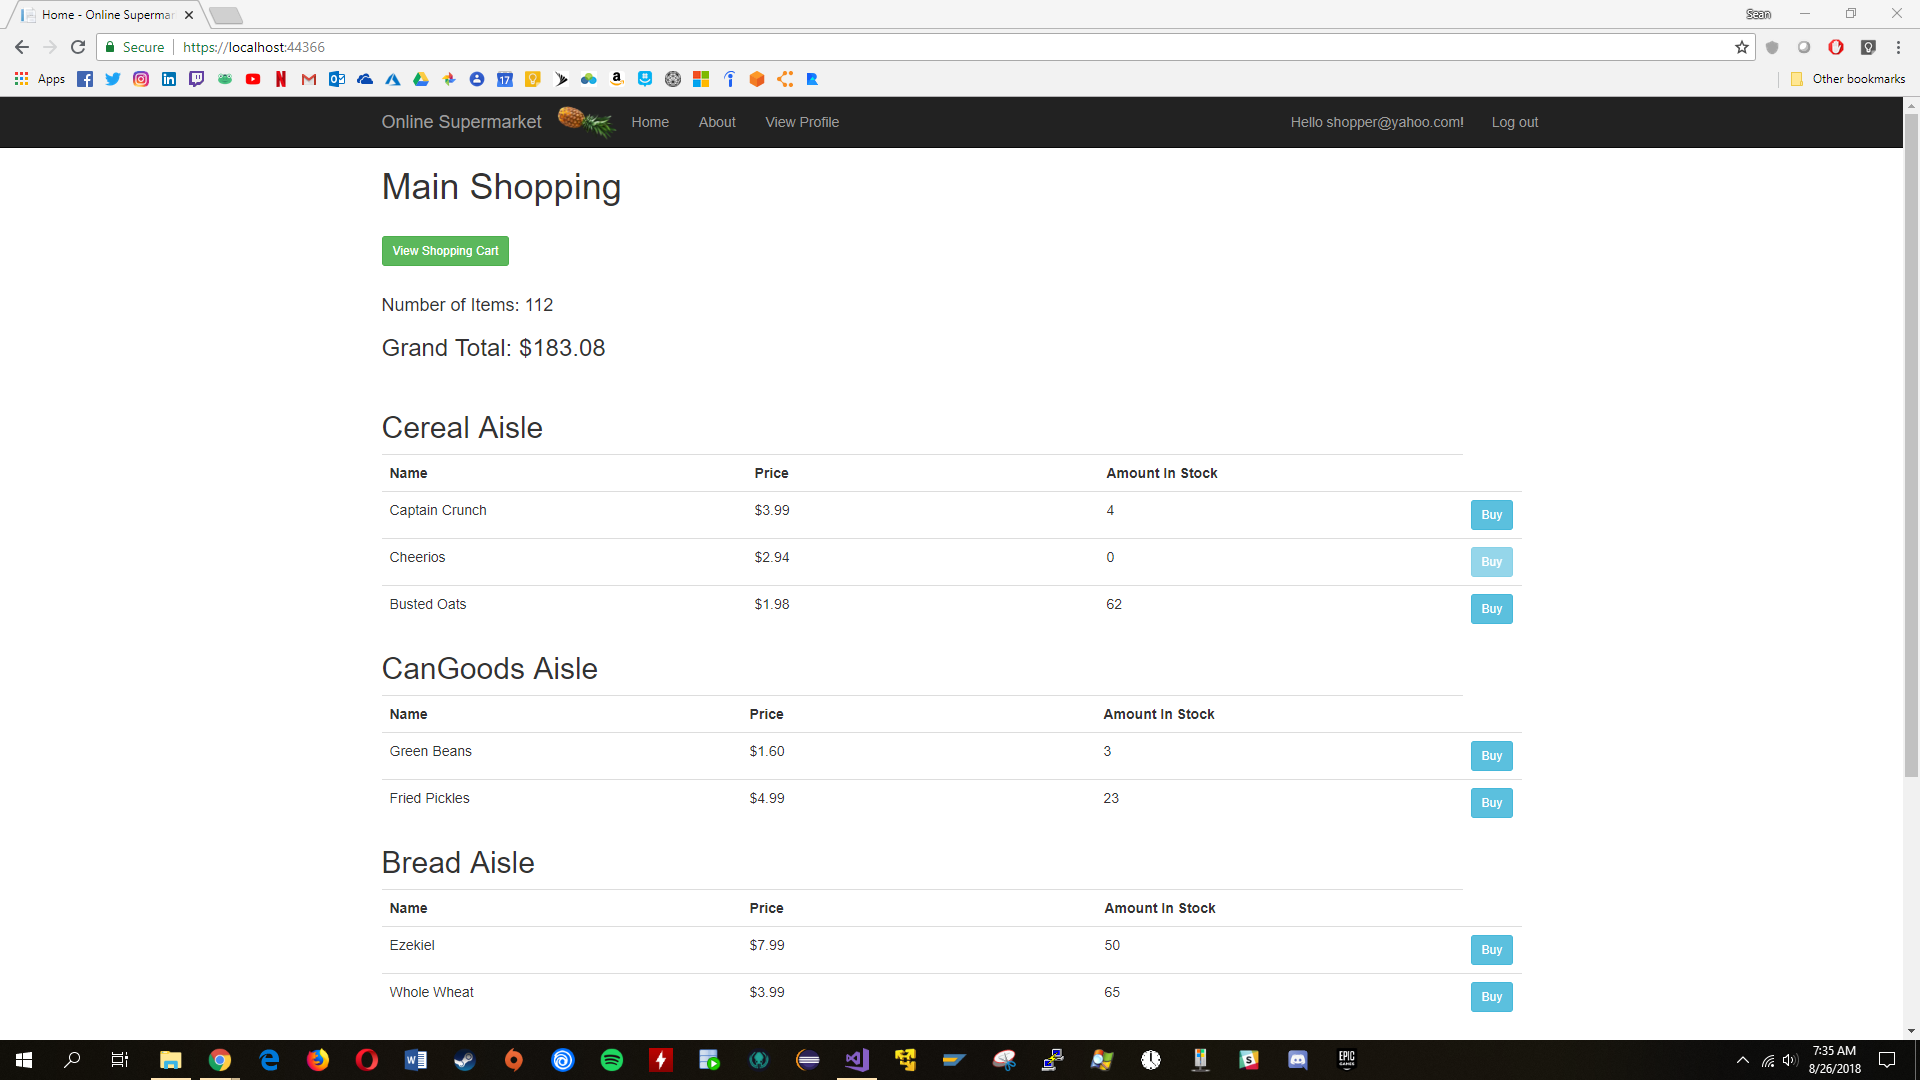 Home - Online Superma
Sean
Secure https://localhost:44366
Apps
17
Other bookmarks
Online Supermarket Home About View Profile Hello shopper@yahoo.com! Log out
Main Shopping
View Shopping Cart
Number of Items: 112
Grand Total: $183.08
Cereal Aisle
Name Price Amount In Stock
Captain Crunch $3.99 4 Buy
Cheerios $2.94 0 Buy
Busted Oats $1.98 62 Buy
CanGoods Aisle
Name Price Amount In Stock
Green Beans $1.60 3 Buy
Fried Pickles $4.99 23 Buy
Bread Aisle
Name Price Amount In Stock
Ezekiel $7.99 50 Buy
Whole Wheat $3.99 65 Buy
EPIC
GAMES
7:35 AM
8/26/2018